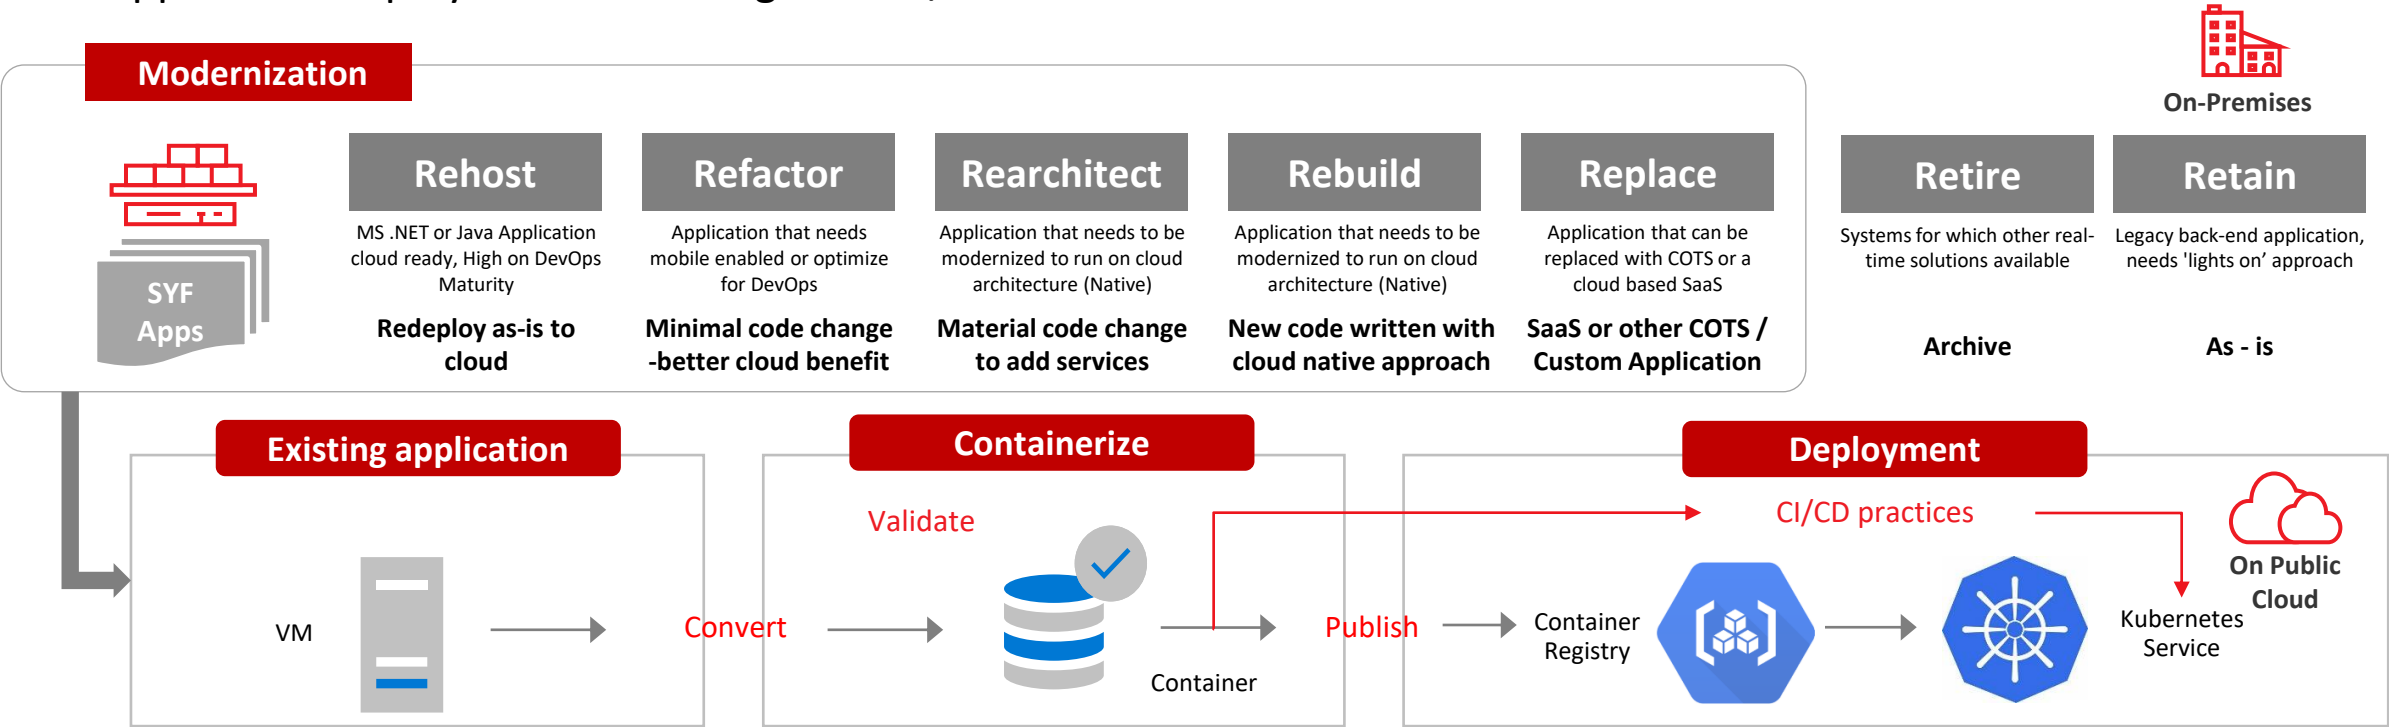 Modernization
On-Premises
Rehost
Refactor
Rearchitect
Rebuild
Replace
Retire
Retain
MS .NET or Java Application
cloud ready, High on DevOps
Maturity
Application that needs
mobile enabled or optimize
for DevOps
Application that needs to be
modernized to run on cloud
architecture (Native)
Application that needs to be
modernized to run on cloud
architecture (Native)
Application that can be
replaced with COTS or a
cloud based SaaS
Systems for which other real-
time solutions available
Legacy back-end application,
needs 'lights on’ approach
SYF
Apps
Redeploy as-is to
cloud
Minimal code change
-better cloud benefit
Material code change
to add services
New code written with
cloud native approach
SaaS or other COTS /
Custom Application
Archive
As - is
Existing application
Containerize
Deployment
Validate
CI/CD practices
On Public
Cloud
VM
Convert
Container
Publish
Container
Registry
Kubernetes
Service